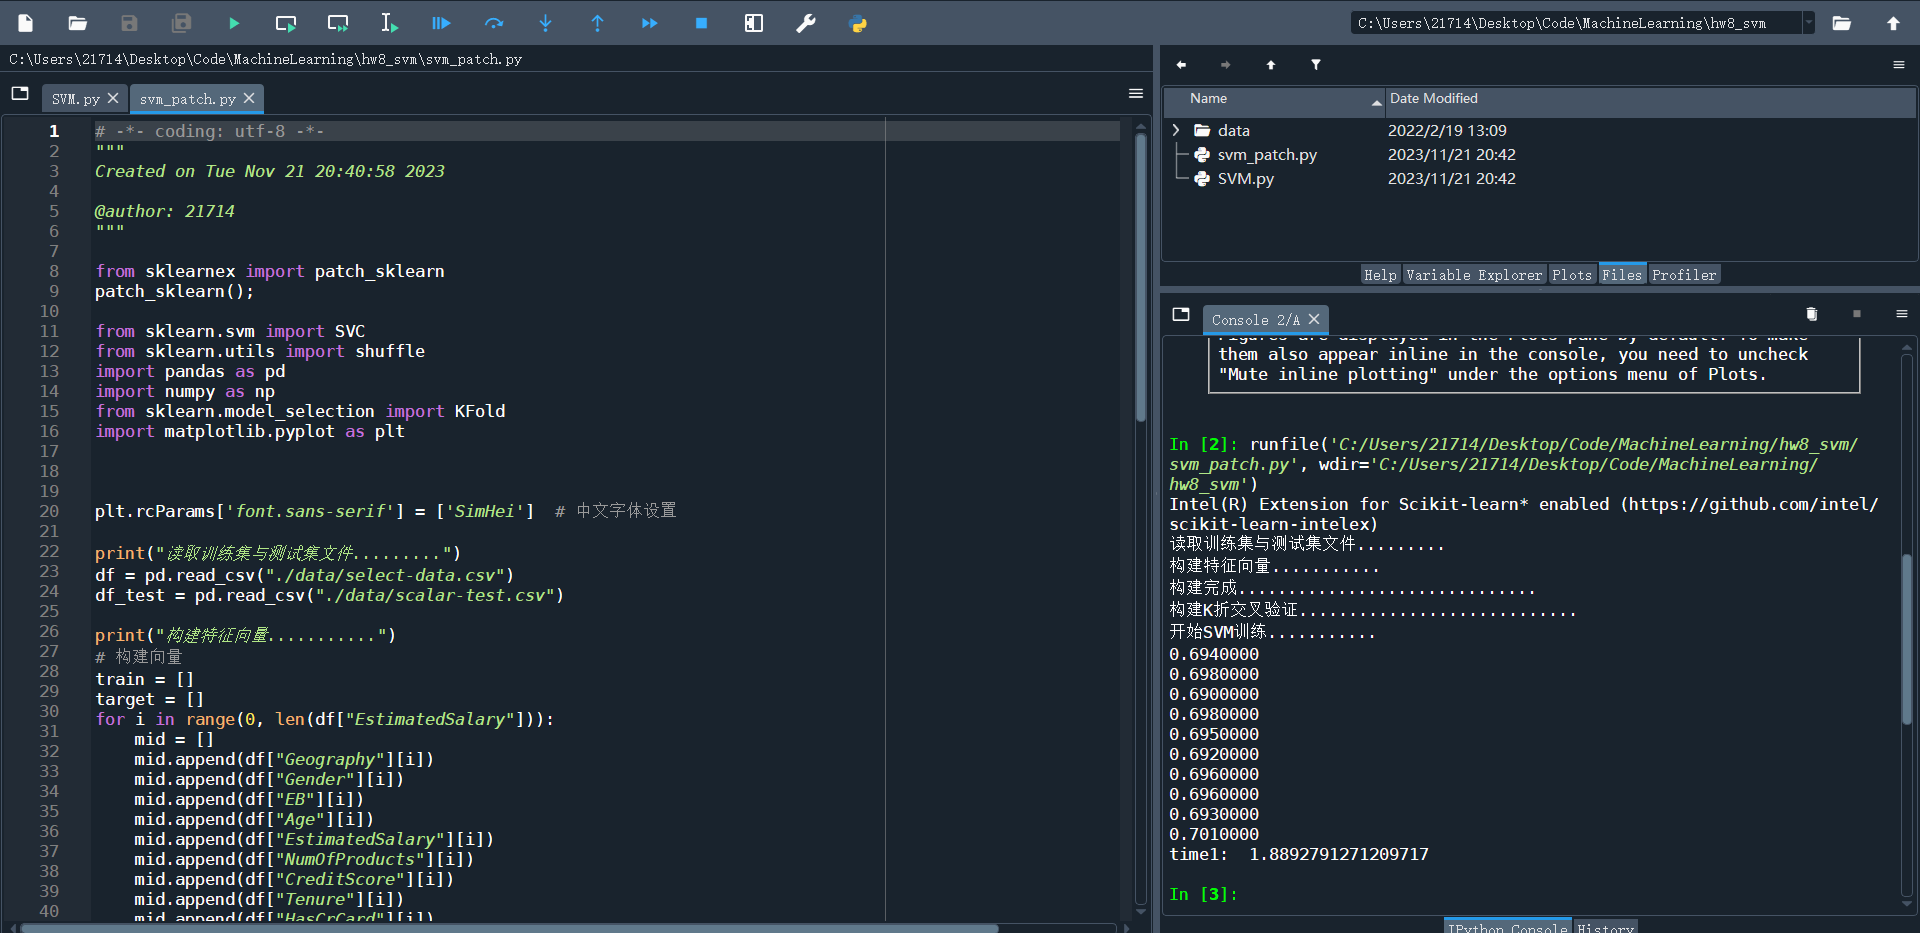 C:\Users\21714\Desktop\Code\MachineLearning\hw8_svm
C:\Users\21714\Desktop\Code\MachineLearning\hw8_svm\svm_patch.py
SVM.py
svm_patch.py
1 # -*- coding: utf-8 -*-
2 """
3 Created on Tue Nov 21 20:40:58 2023
4
5 @author: 21714
6 """
7
8 from sklearnex import patch_sklearn
9 patch_sklearn();
10
11 from sklearn.svm import SVC
12 from sklearn.utils import shuffle
13 import pandas as pd
14 import numpy as np
15 from sklearn.model_selection import KFold
16 import matplotlib.pyplot as plt
17
18
19
20 plt.rcParams['font.sans-serif'] = ['SimHei']  # 中文字体设置
21
22 print("读取训练集与测试集文件.........")
23 df = pd.read_csv("./data/select-data.csv")
24 df_test = pd.read_csv("./data/scalar-test.csv")
25
26 print("构建特征向量...........")
27 # 构建向量
28 train = []
29 target = []
30 for i in range(0, len(df["EstimatedSalary"])):
31     mid = []
32     mid.append(df["Geography"][i])
33     mid.append(df["Gender"][i])
34     mid.append(df["EB"][i])
35     mid.append(df["Age"][i])
36     mid.append(df["EstimatedSalary"][i])
37     mid.append(df["NumOfProducts"][i])
38     mid.append(df["CreditScore"][i])
39     mid.append(df["Tenure"][i])
40     mid.append(df["HasCrCard"][i])
Name Date Modified
data 2022/2/19 13:09
svm_patch.py 2023/11/21 20:42
SVM.py 2023/11/21 20:42
Help Variable Explorer Plots Files Profiler
Console 2/A
Figures are displayed in the Plots pane by default. To make
them also appear inline in the console, you need to uncheck
"Mute inline plotting" under the options menu of Plots.
In [2]: runfile('C:/Users/21714/Desktop/Code/MachineLearning/hw8_svm/
svm_patch.py', wdir='C:/Users/21714/Desktop/Code/MachineLearning/
hw8_svm')
Intel(R) Extension for Scikit-learn* enabled (https://github.com/intel/
scikit-learn-intelex)
读取训练集与测试集文件.........
构建特征向量...........
构建完成..............................
构建K折交叉验证............................
开始SVM训练...........
0.6940000
0.6980000
0.6900000
0.6980000
0.6950000
0.6920000
0.6960000
0.6960000
0.6930000
0.7010000
time1:  1.8892791271209717
In [3]:
IPython Console History